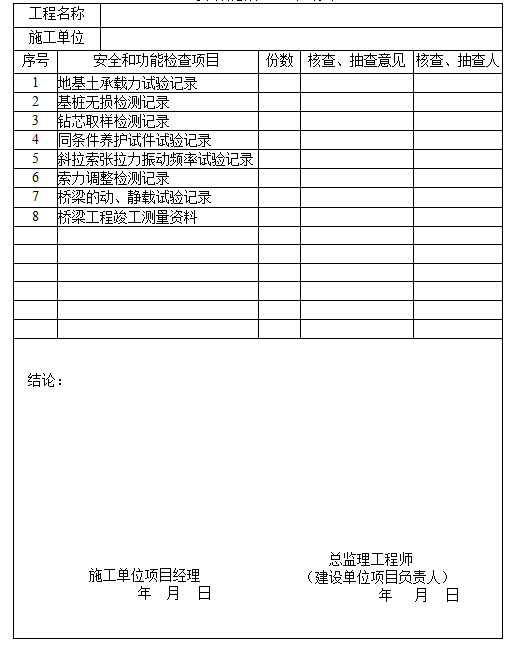 工程名称
施工单位
序号 安全和功能检查项目 份数 核查、抽查意见 核查、抽查人
1 地基土承载力试验记录
2 基桩无损检测记录
3 钻芯取样检测记录
4 同条件养护试件试验记录
5 斜拉索张拉力振动频率试验记录
6 索力调整检测记录
7 桥梁的动、静载试验记录
8 桥梁工程竣工测量资料
结论：
总监理工程师
施工单位项目经理 （建设单位项目负责人）
年 月 日 年 月 日